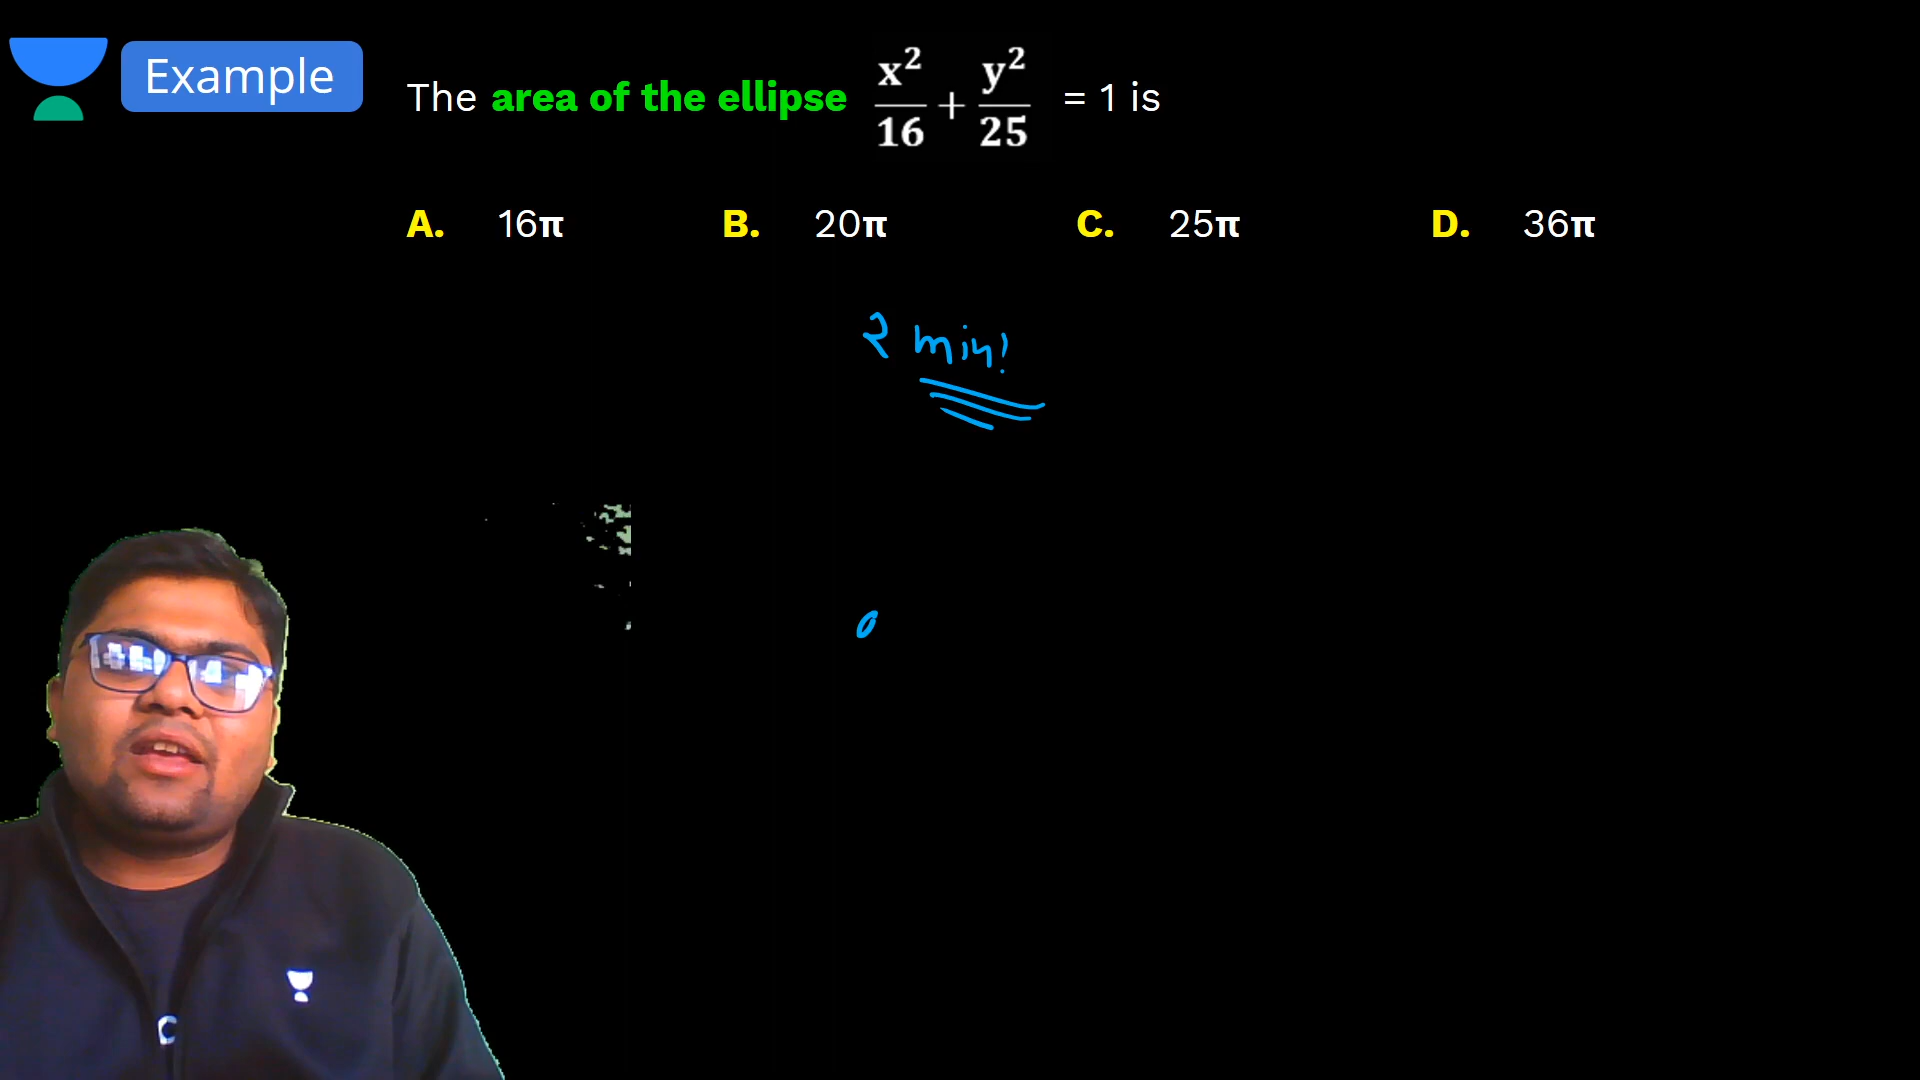 Example
The area of the ellipse x²/16 + y²/25 = 1 is
A. 16π B. 20π C. 25π D. 36π
2 min!